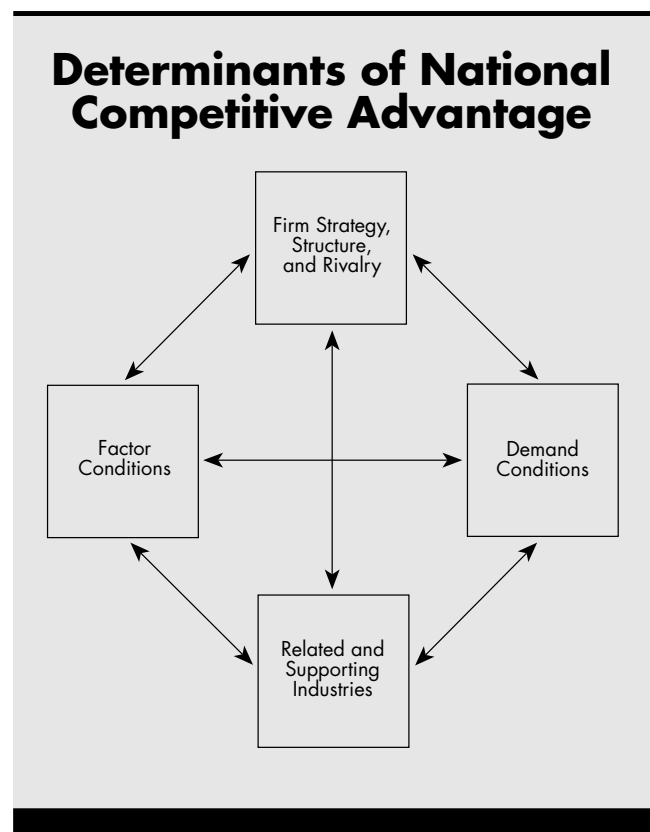 Determinants of National
Competitive Advantage
Firm Strategy,
Structure,
and Rivalry
Factor
Conditions
Demand
Conditions
Related and
Supporting
Industries